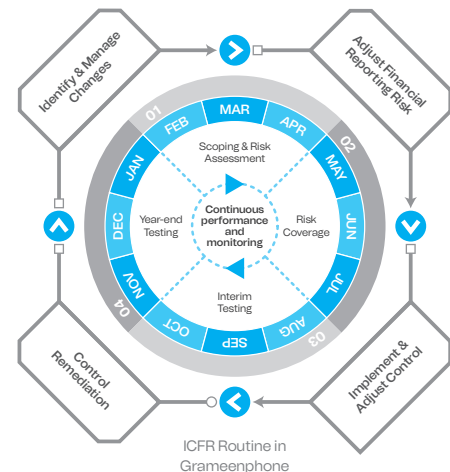 Identify & Manage
Changes
Adjust Financial
Reporting Risk
01
FEB
MAR
APR
02
JAN
MAY
Scoping & Risk
Assessment
DEC
Year-end
Testing
Continuous
performance
and
monitoring
Risk
Coverage
JUN
NOV
JUL
Interim
Testing
04
OCT
SEP
AUG
03
Control
Remediation
Implement &
Adjust Control
ICFR Routine in
Grameenphone